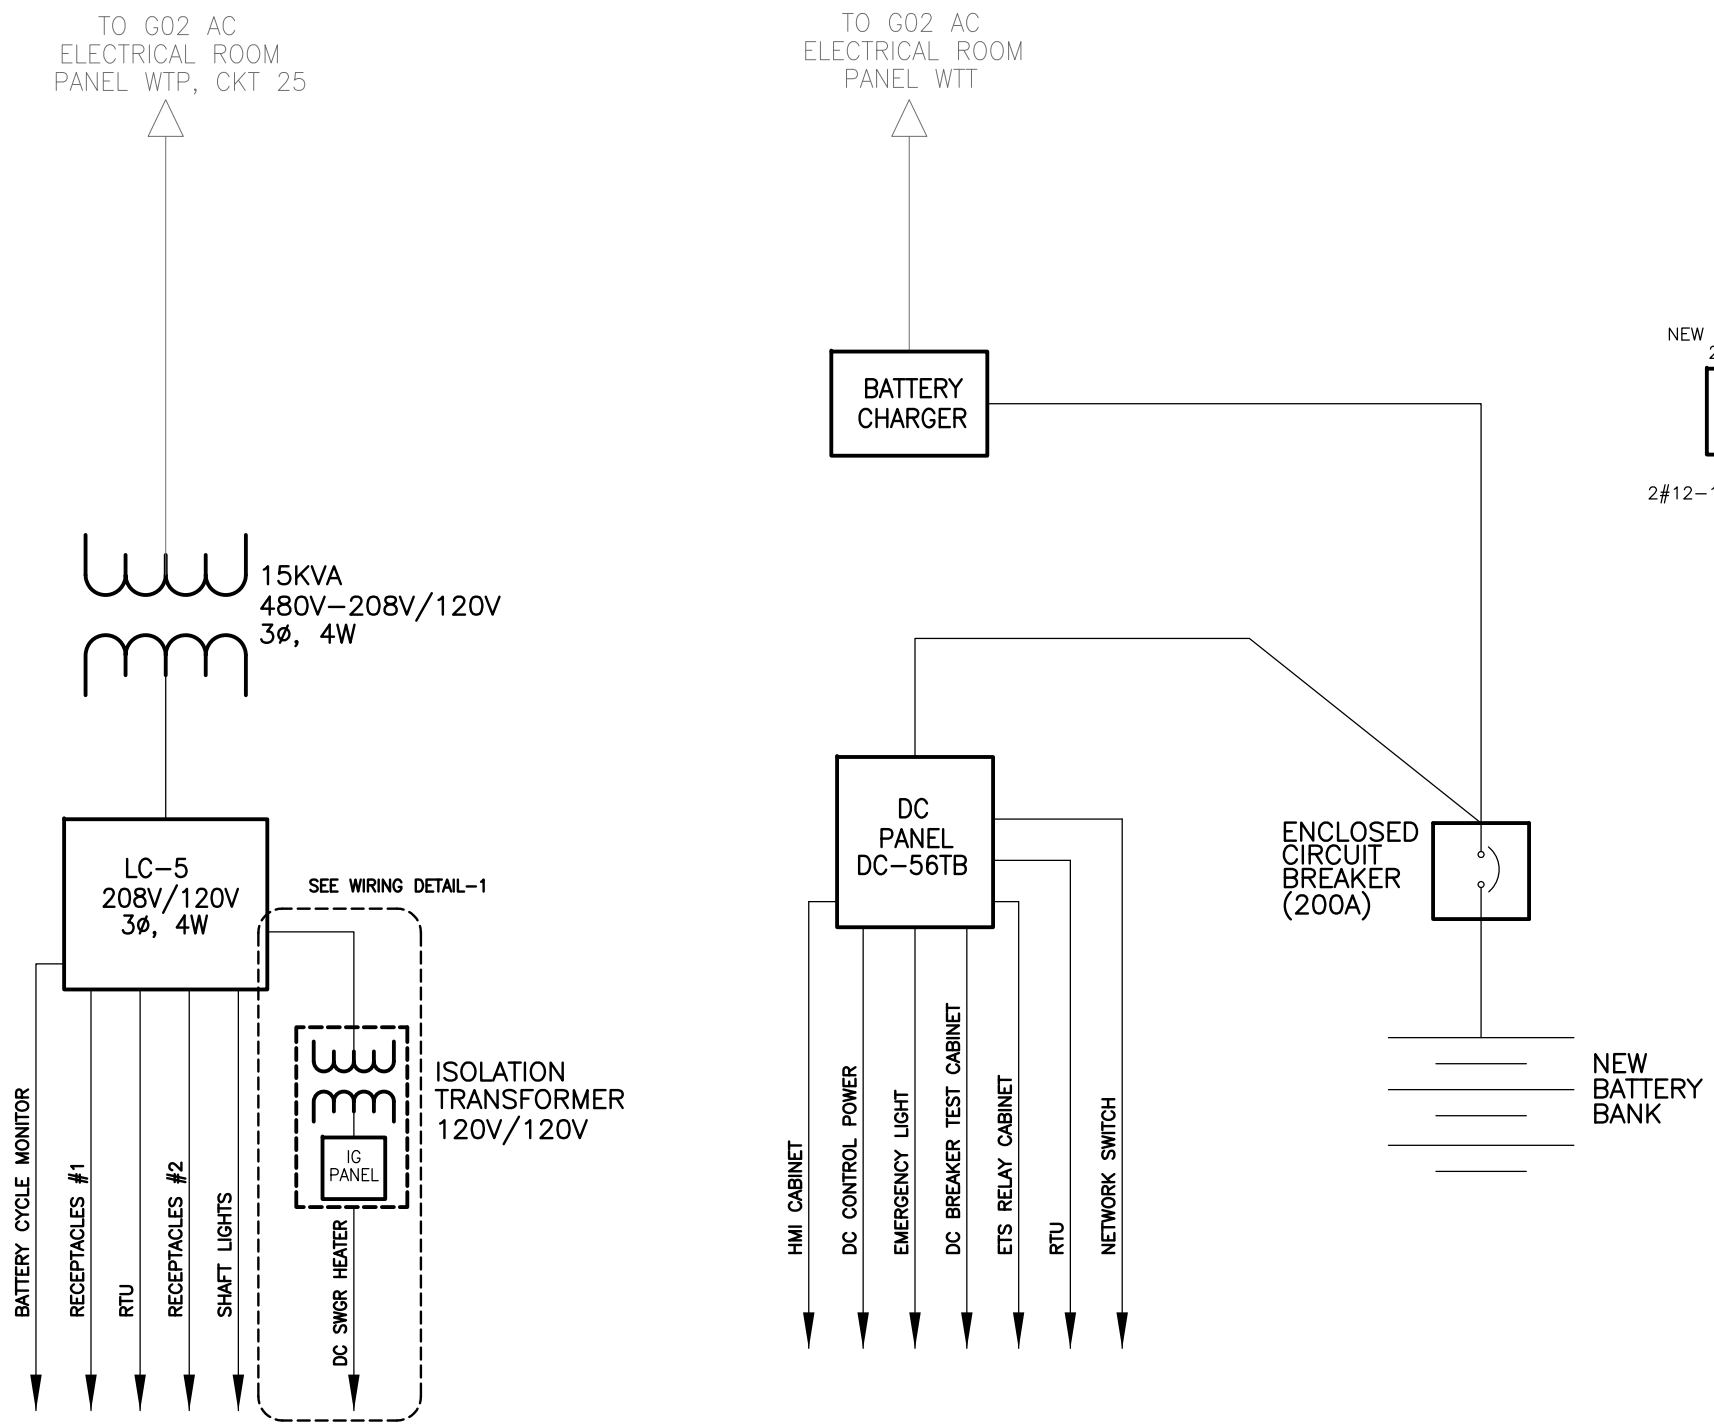 TO G02 AC
ELECTRICAL ROOM
PANEL WTP, CKT 25
TO G02 AC
ELECTRICAL ROOM
PANEL WTT
NEW
2
BATTERY
CHARGER
2#12-1
15KVA
480V-208V/120V
3ø, 4W
DC
PANEL
DC-56TB
ENCLOSED
CIRCUIT
BREAKER
(200A)
LC-5
208V/120V
3ø, 4W
SEE WIRING DETAIL-1
ISOLATION
TRANSFORMER
120V/120V
IG
PANEL
NEW
BATTERY
BANK
BATTERY CYCLE MONITOR
RECEPTACLES #1
RTU
RECEPTACLES #2
SHAFT LIGHTS
DC SWGR HEATER
HMI CABINET
DC CONTROL POWER
EMERGENCY LIGHT
DC BREAKER TEST CABINET
ETS RELAY CABINET
RTU
NETWORK SWITCH